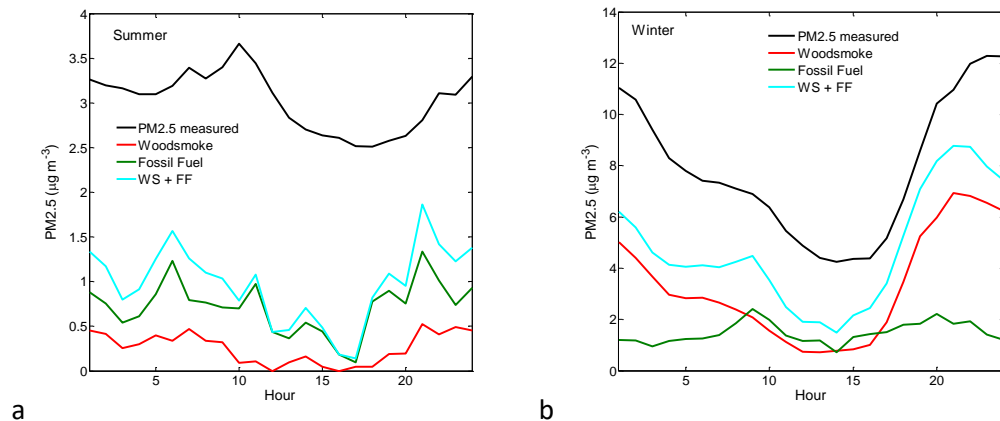 Summer
PM2.5 (µg m-3)
4
3.5
3
2.5
2
1.5
1
0.5
0
PM2.5 measured
Woodsmoke
Fossil Fuel
WS + FF
5 10 15 20
Hour
a
Winter
PM2.5 (µg m-3)
14
12
10
8
6
4
2
0
PM2.5 measured
Woodsmoke
Fossil Fuel
WS + FF
5 10 15 20
Hour
b